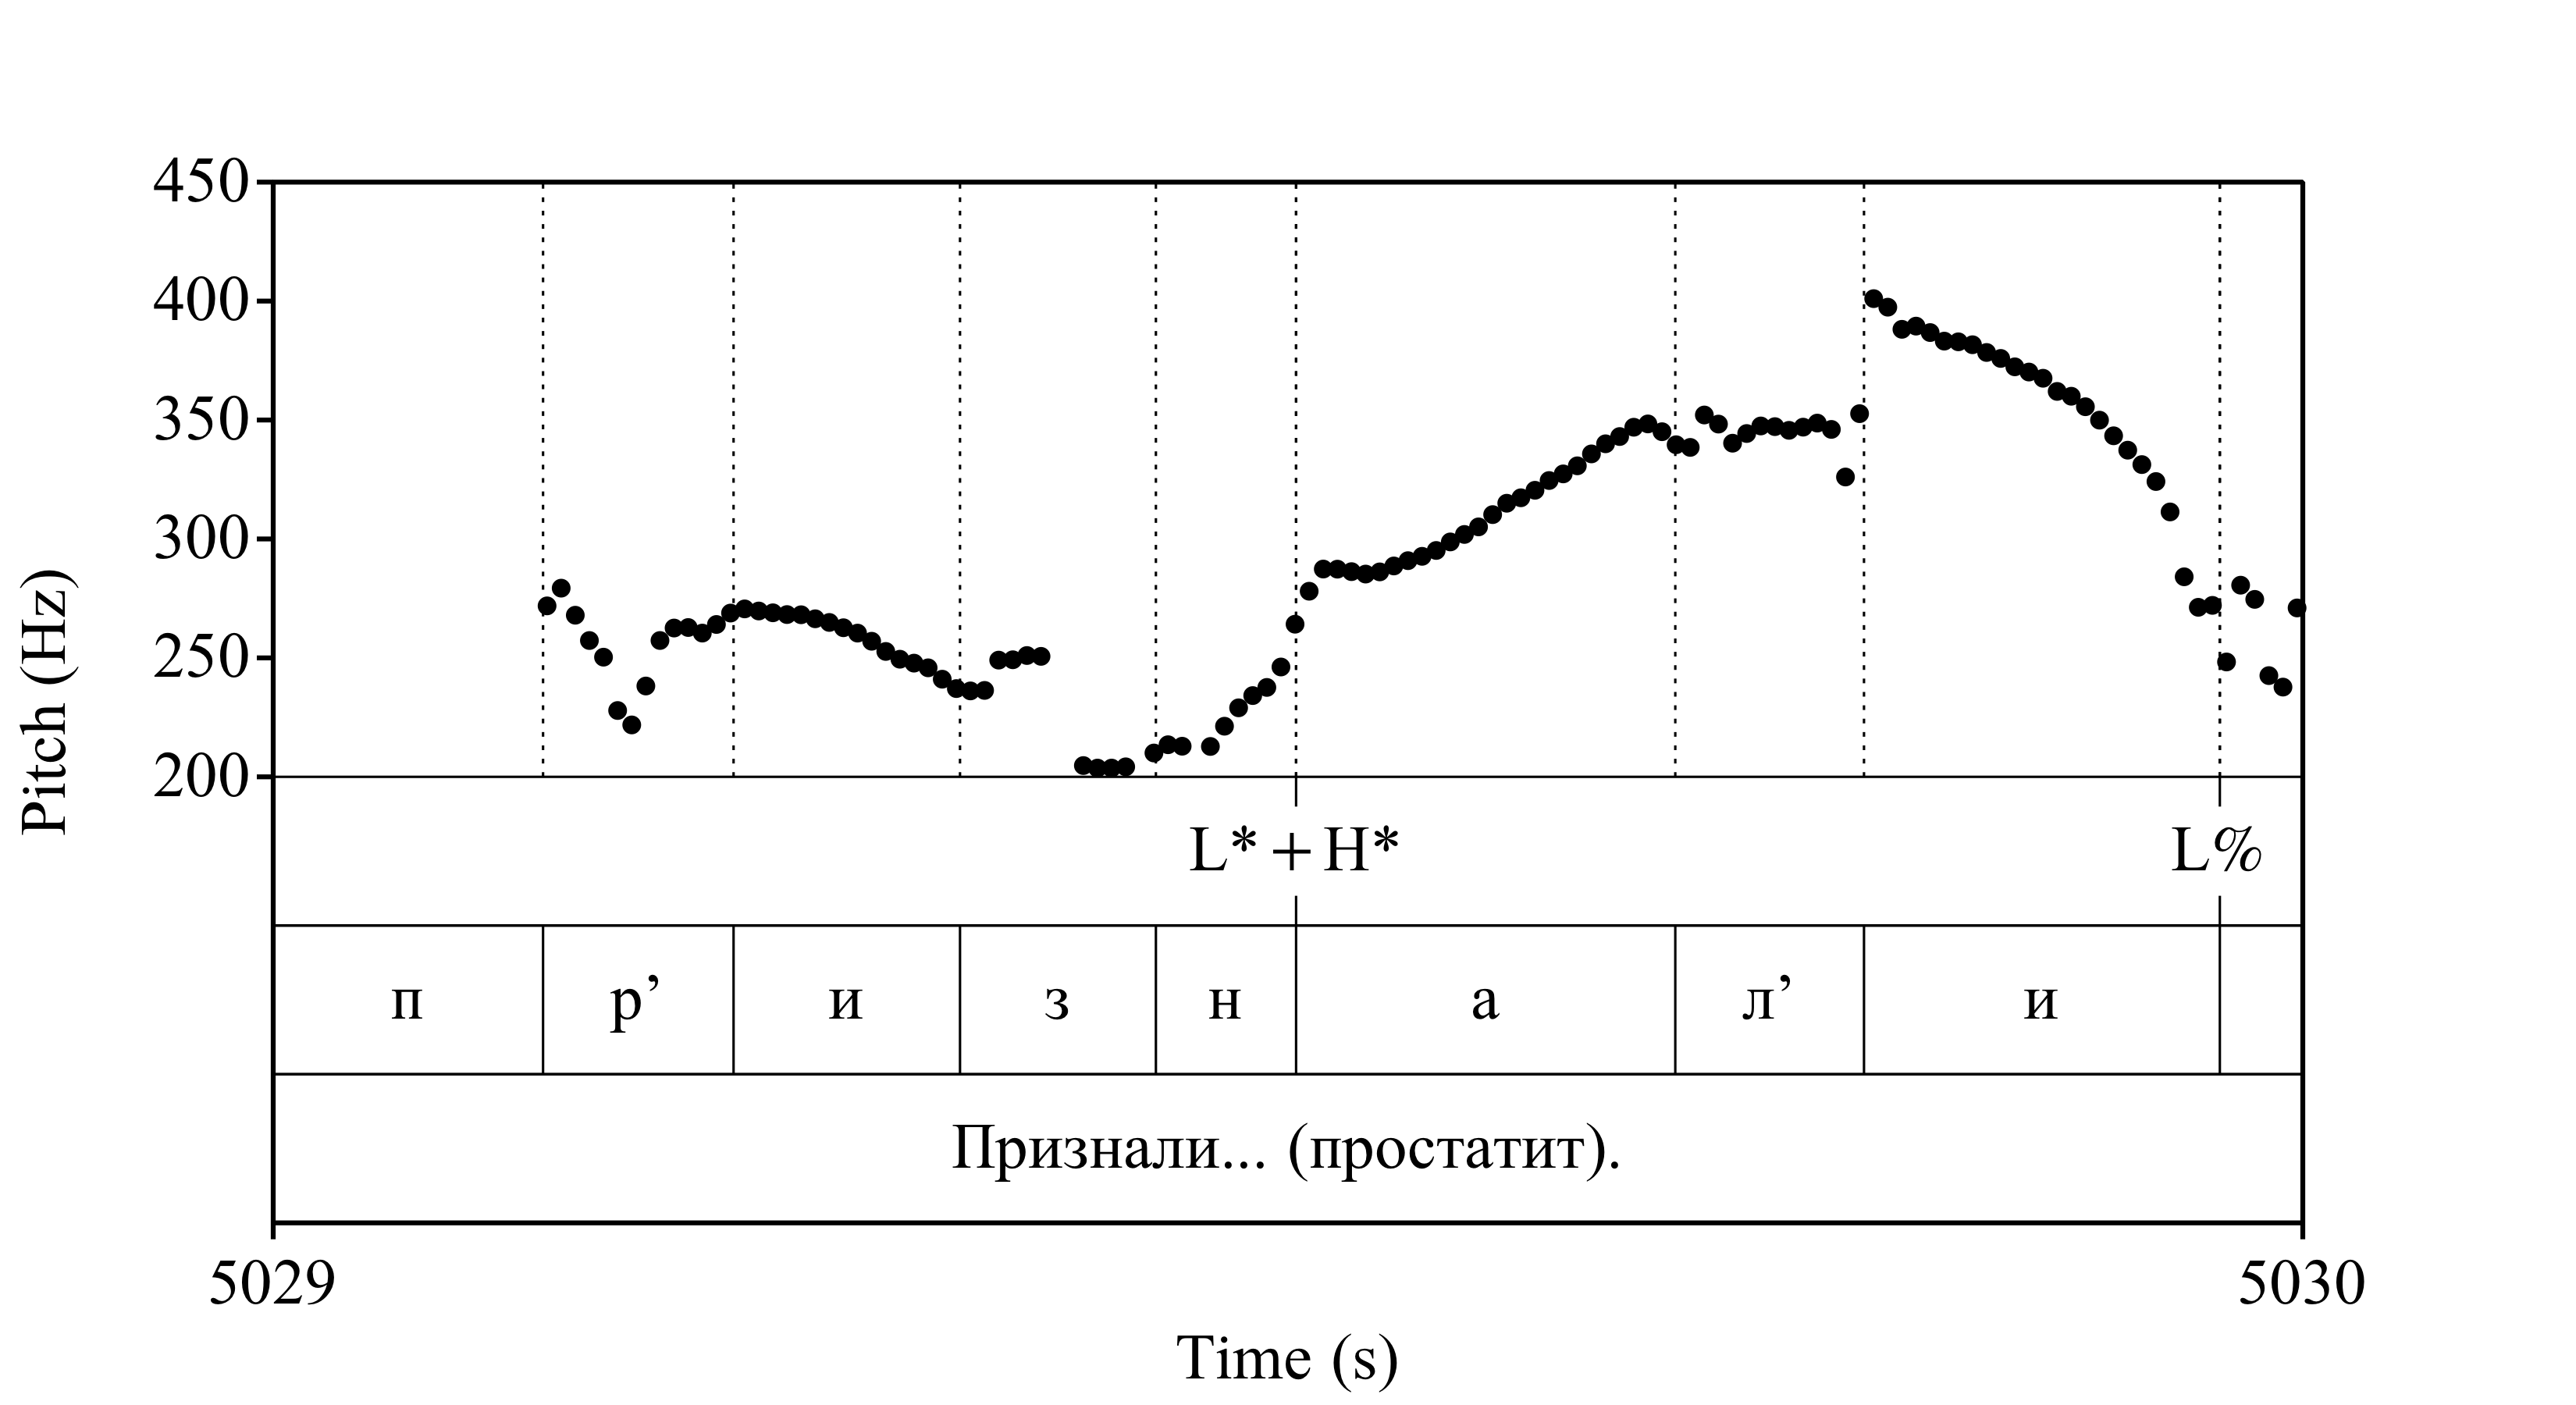 450
400
350
300
250
200
Pitch (Hz)
L* + H* L%
п р’ и з н а л’ и
Признали... (простатит).
5029 5030
Time (s)